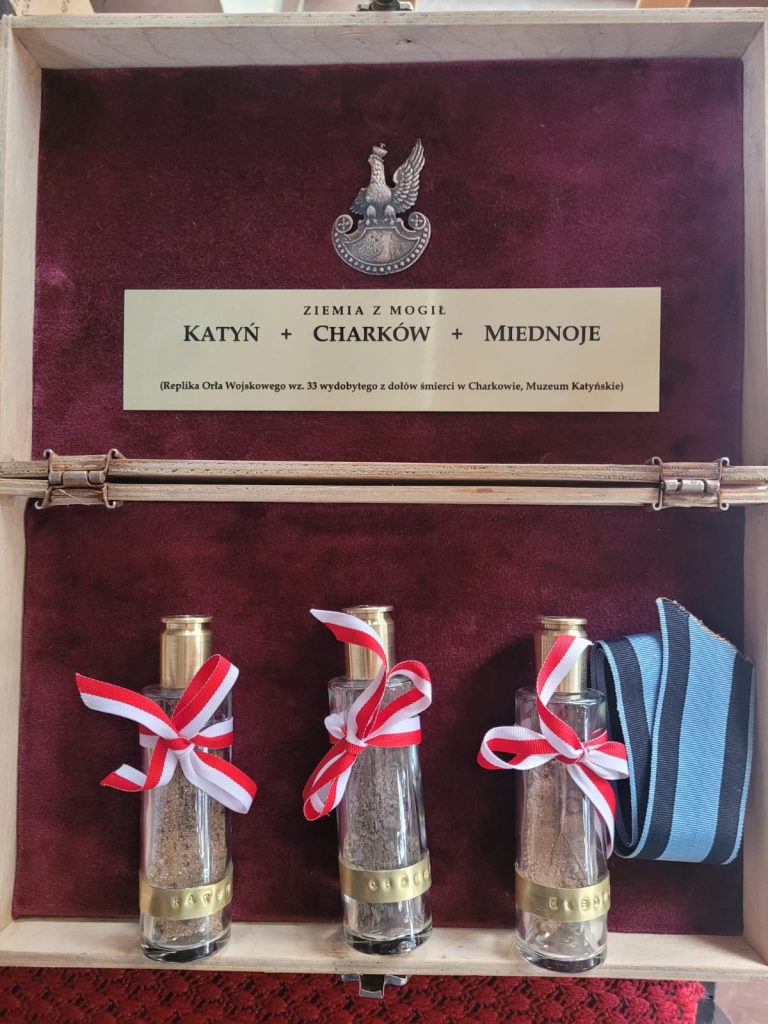 ZIEMIA Z MOGIŁ
KATYŃ + CHARKÓW + MIEDNOJE
(Replika Orła Wojskowego wz. 33 wydobytego z dołów śmierci w Charkowie, Muzeum Katyńskie)